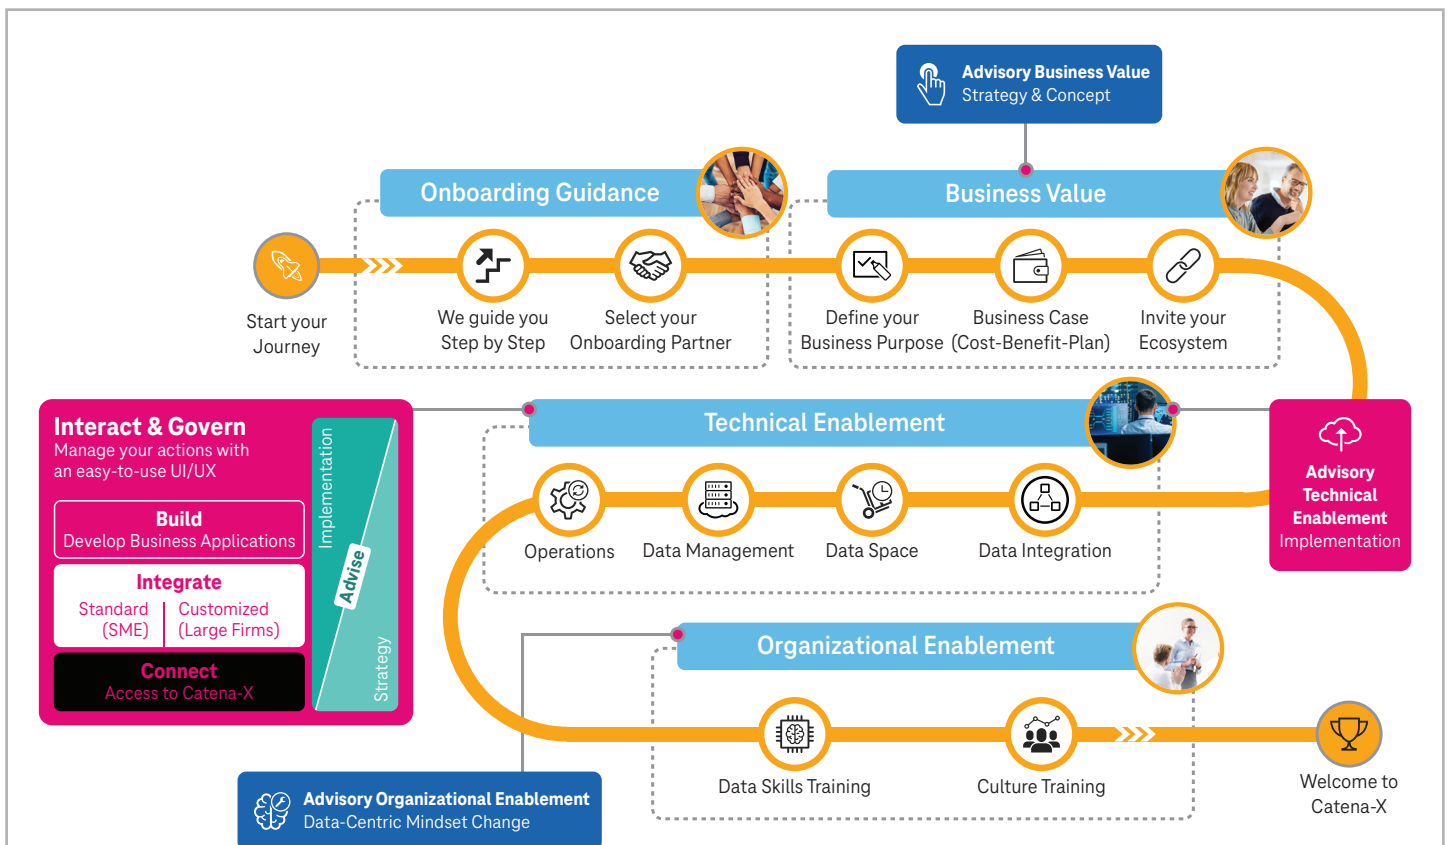 Advisory Business Value
Strategy & Concept
Onboarding Guidance
Business Value
Start your
Journey
We guide you
Step by Step
Select your
Onboarding Partner
Define your
Business Purpose
Business Case
(Cost-Benefit-Plan)
Invite your
Ecosystem
Technical Enablement
Advisory
Technical
Enablement
Implementation
Operations
Data Management
Data Space
Data Integration
Interact & Govern
Manage your actions with
an easy-to-use UI/UX
Build
Develop Business Applications
Integrate
Standard
(SME)
Customized
(Large Firms)
Connect
Access to Catena-X
Implementation
Advise
Strategy
Organizational Enablement
Data Skills Training
Culture Training
Welcome to
Catena-X
Advisory Organizational Enablement
Data-Centric Mindset Change